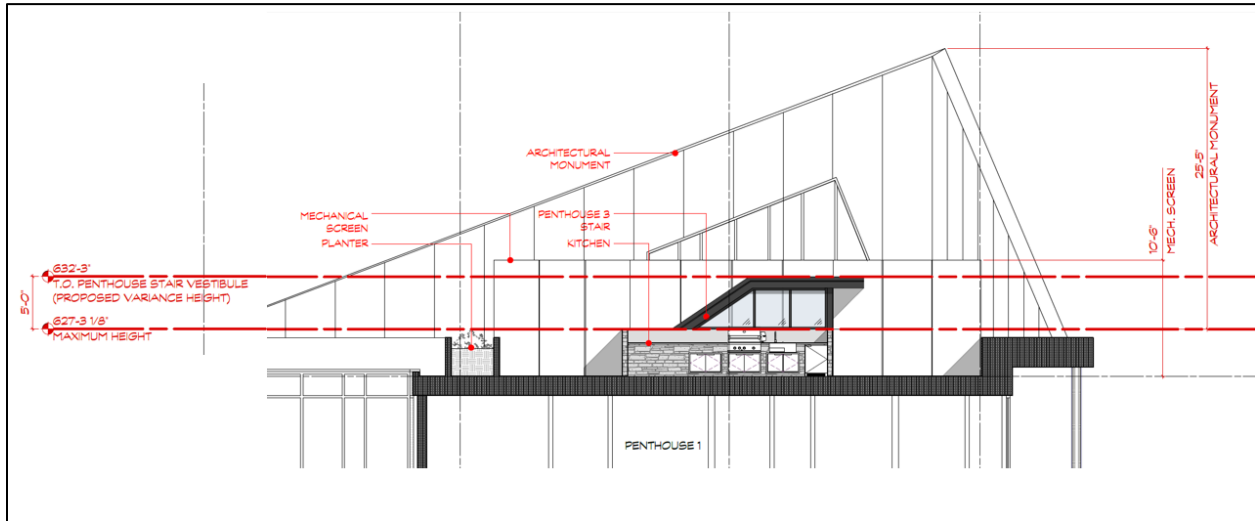 ARCHITECTURAL
MONUMENT
MECHANICAL
SCREEN
PLANTER
PENTHOUSE 3
STAIR
KITCHEN
632'-3"
T.O. PENTHOUSE STAIR VESTIBULE
(PROPOSED VARIANCE HEIGHT)
5'-0"
627'-3 1/8"
MAXIMUM HEIGHT
25'-5"
ARCHITECTURAL MONUMENT
10'-6"
MECH. SCREEN
PENTHOUSE 1